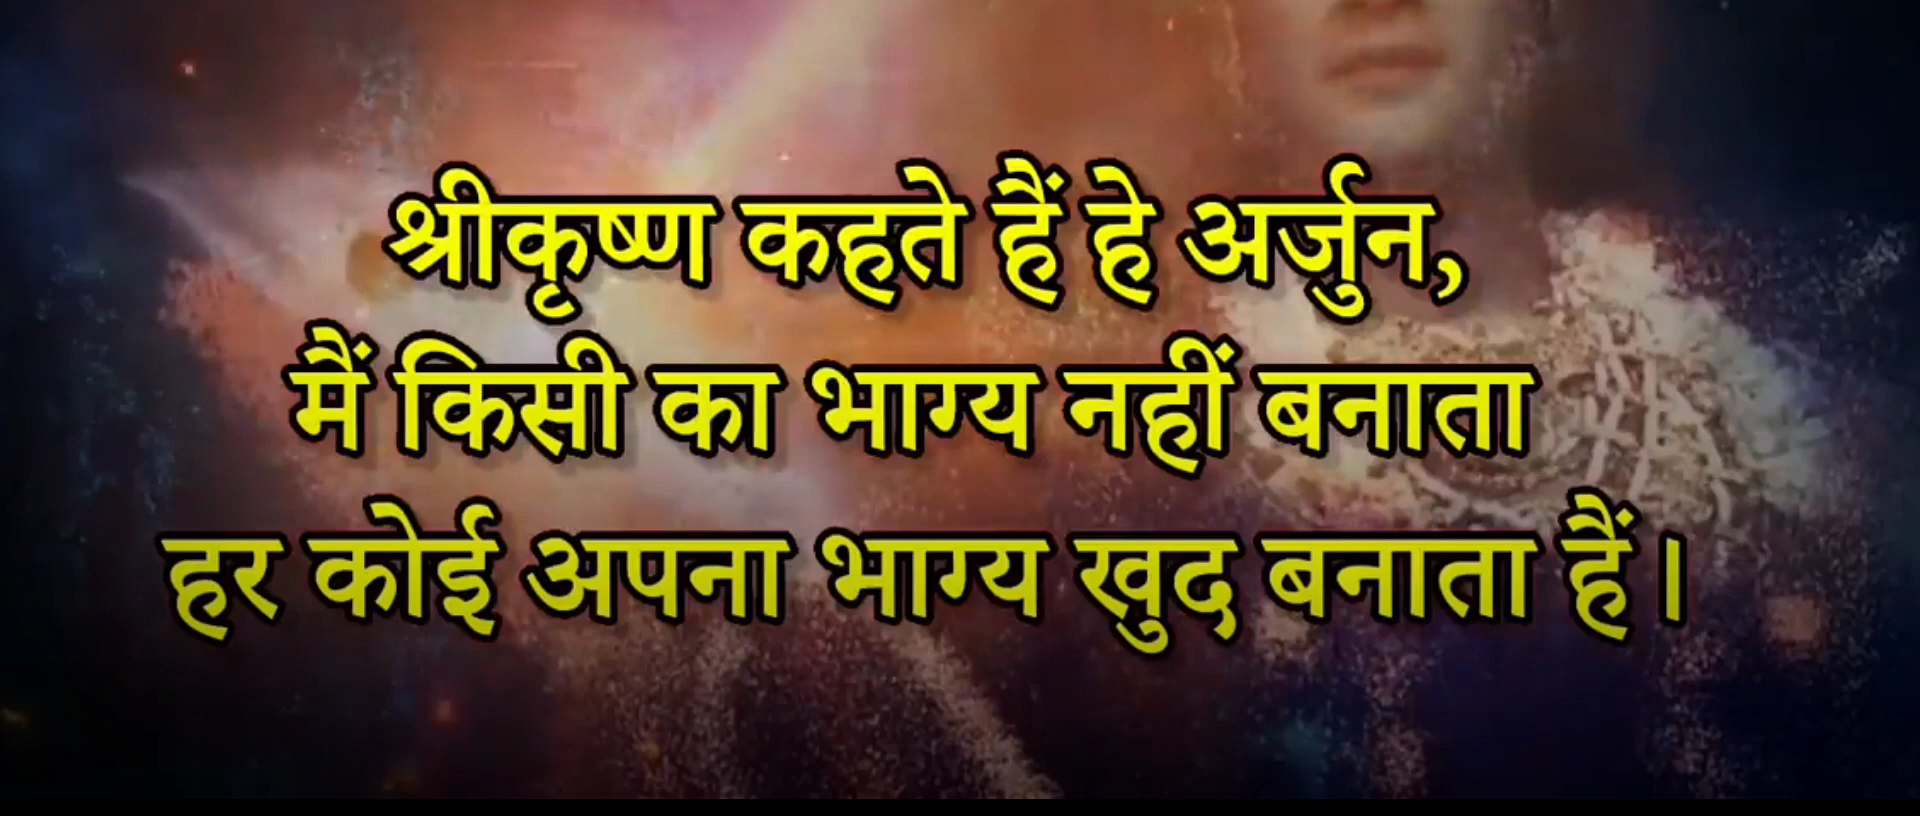 श्रीकृष्ण कहते हैं हे अर्जुन,
मैं किसी का भाग्य नहीं बनाता
हर कोई अपना भाग्य खुद बनाता हैं।